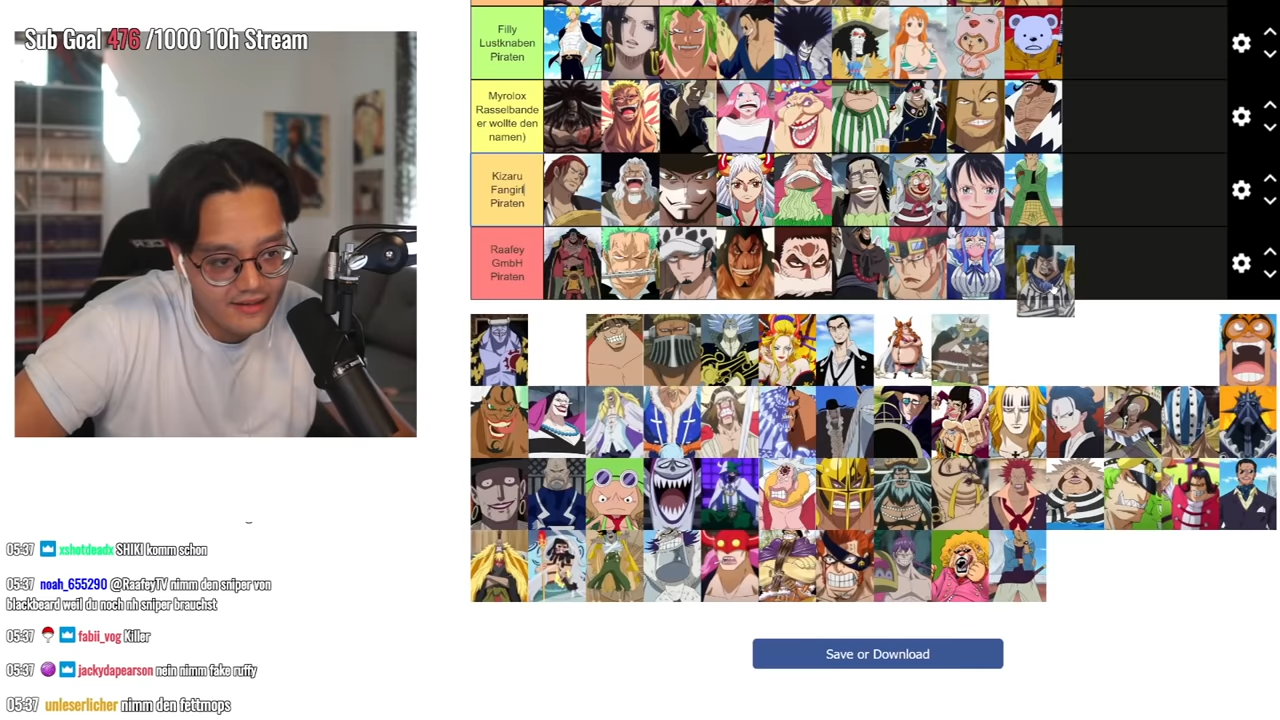 Sub Goal 476 /1000 10h Stream
Filly
Lustknaben
Piraten
Myrolox
Rasselbande
er wollte den
namen)
Kizaru
Fangirl
Piraten
Raafey
GmbH
Piraten
05:37 xshotdeadx SHIKI komm schon
05:37 noah_655290 @RaafeyTV nimm den sniper von
blackbeard weil du noch nh sniper brauchst
05:37 fabii_vog Killer
05:37 jackydapearson nein nimm fake ruffy
05:37 unleserlicher nimm den fettmops
Save or Download